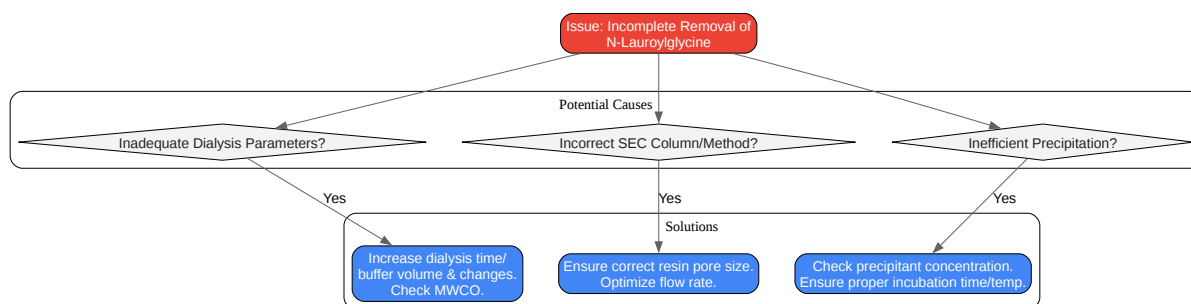 Issue: Incomplete Removal of
N-Lauroylglycine
Potential Causes
Inadequate Dialysis Parameters?
Incorrect SEC Column/Method?
Inefficient Precipitation?
Yes
Yes
Yes
Solutions
Increase dialysis time/
buffer volume & changes.
Check MWCO.
Ensure correct resin pore size.
Optimize flow rate.
Check precipitant concentration.
Ensure proper incubation time/temp.